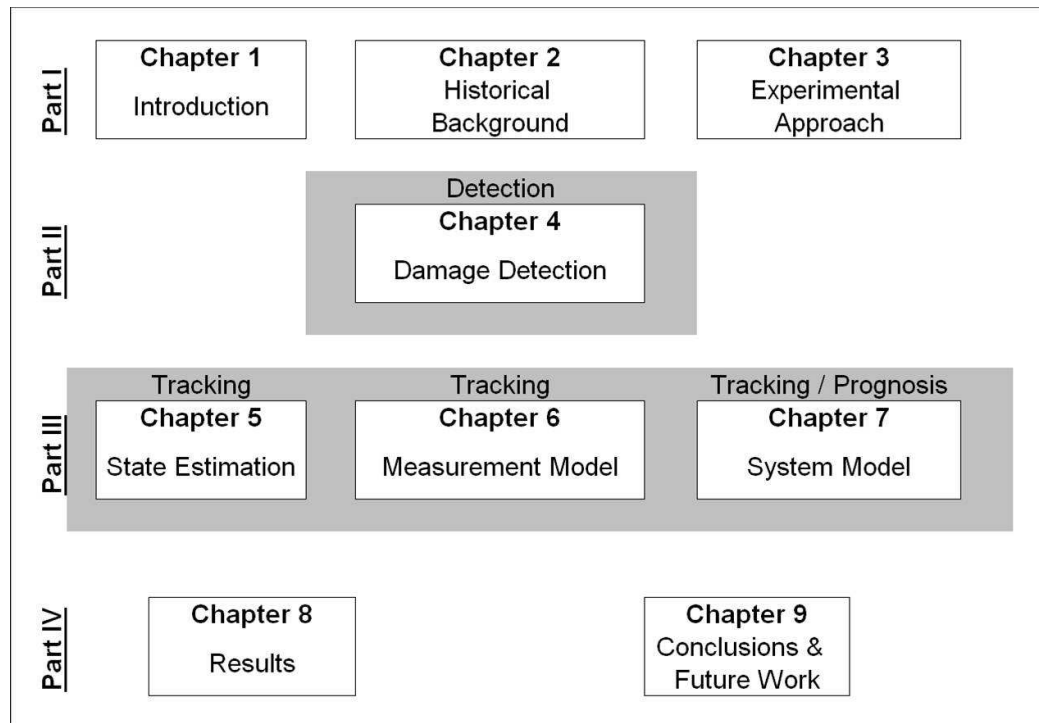 Part I
Chapter 1
Introduction
Chapter 2
Historical
Background
Chapter 3
Experimental
Approach
Part II
Detection
Chapter 4
Damage Detection
Part III
Tracking
Chapter 5
State Estimation
Tracking
Chapter 6
Measurement Model
Tracking / Prognosis
Chapter 7
System Model
Part IV
Chapter 8
Results
Chapter 9
Conclusions &
Future Work